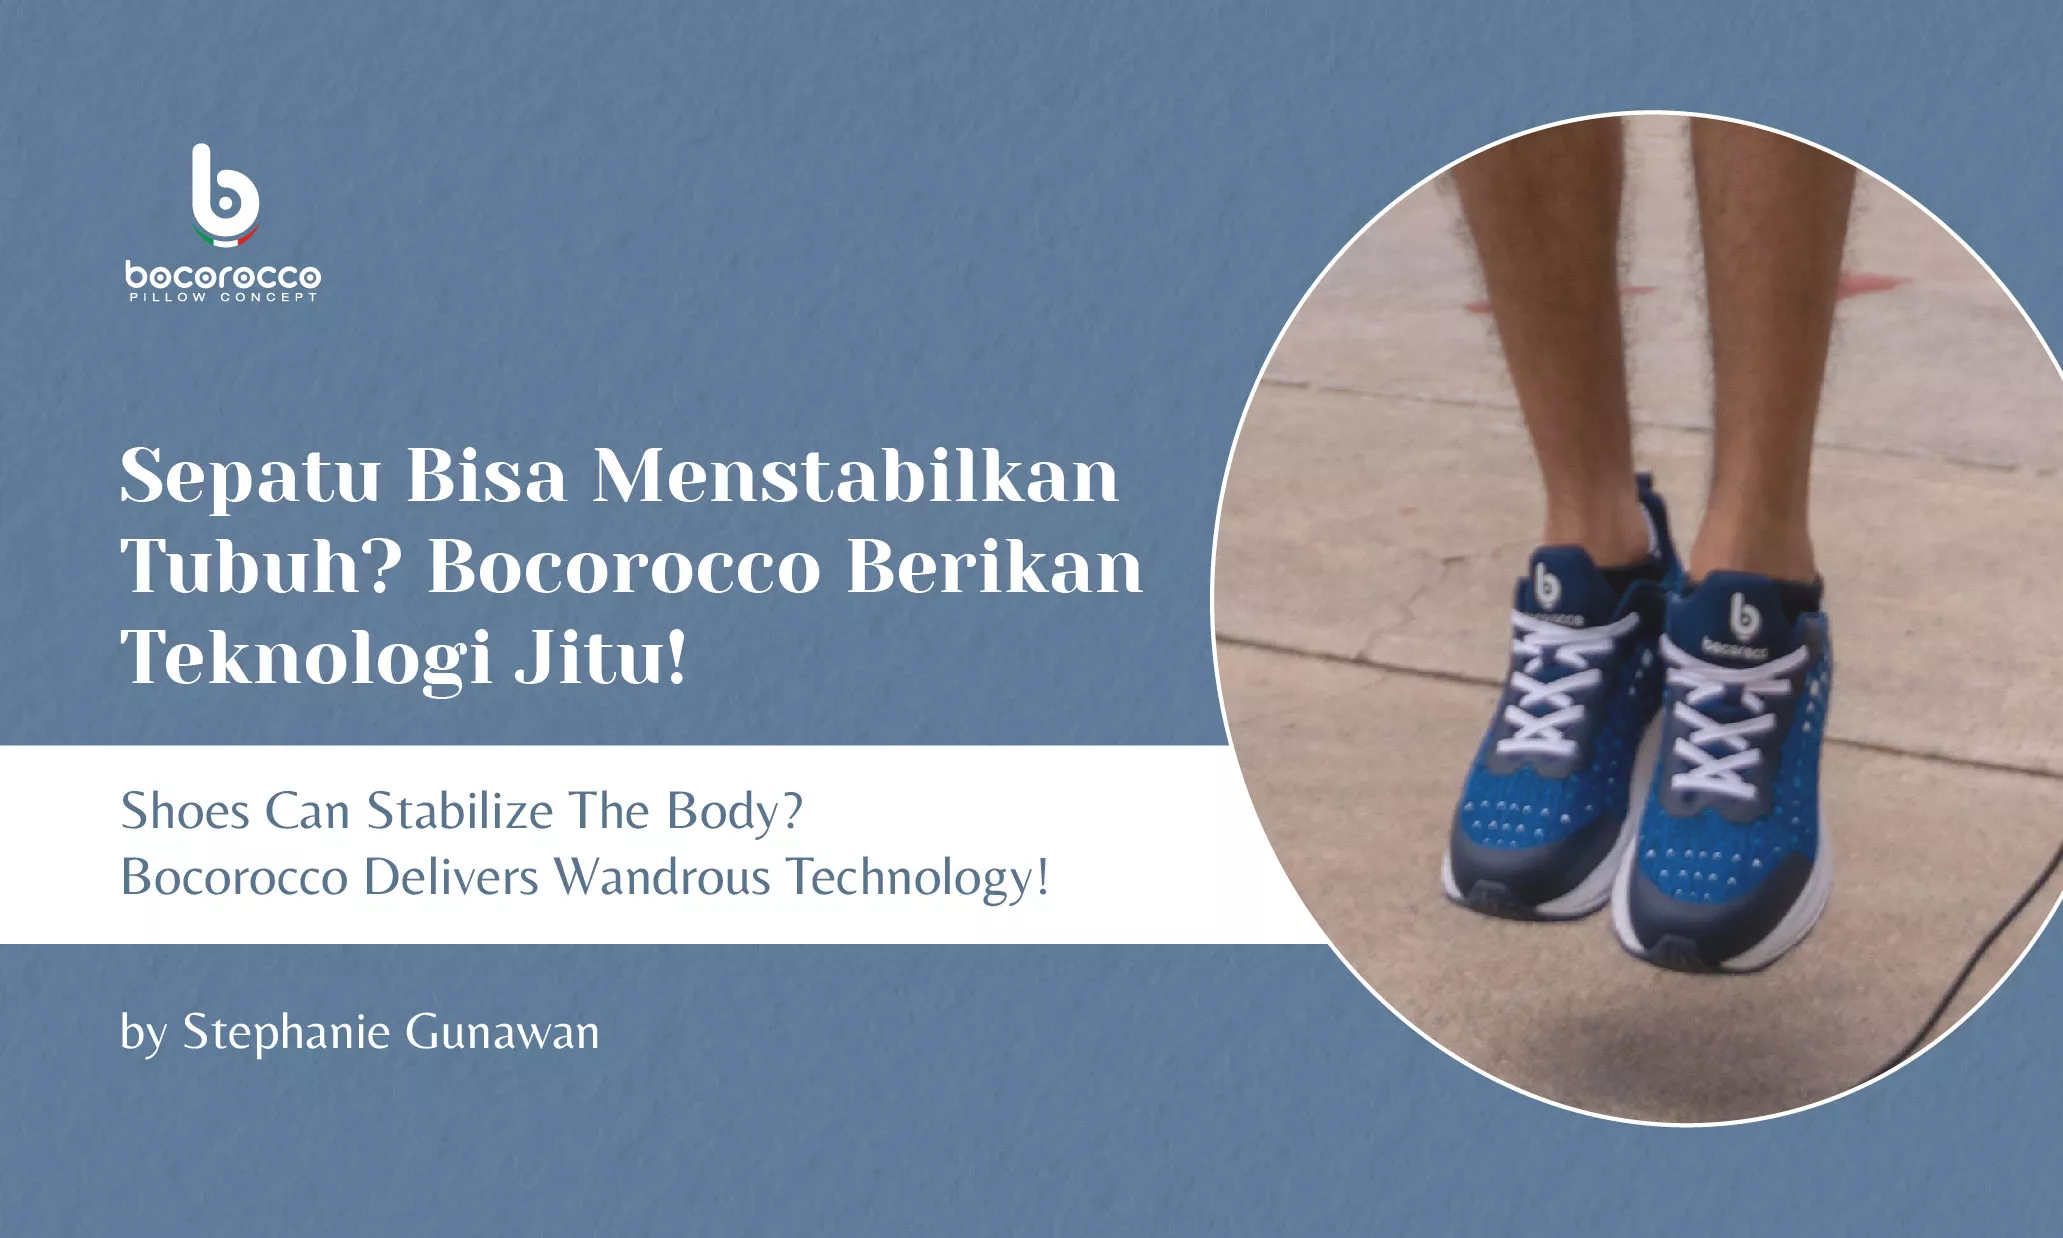 bocorocco
PILLOW CONCEPT
Sepatu Bisa Menstabilkan
Tubuh? Bocorocco Berikan
Teknologi Jitu!
Shoes Can Stabilize The Body?
Bocorocco Delivers Wandrous Technology!
by Stephanie Gunawan
bocorocco
bocorocc